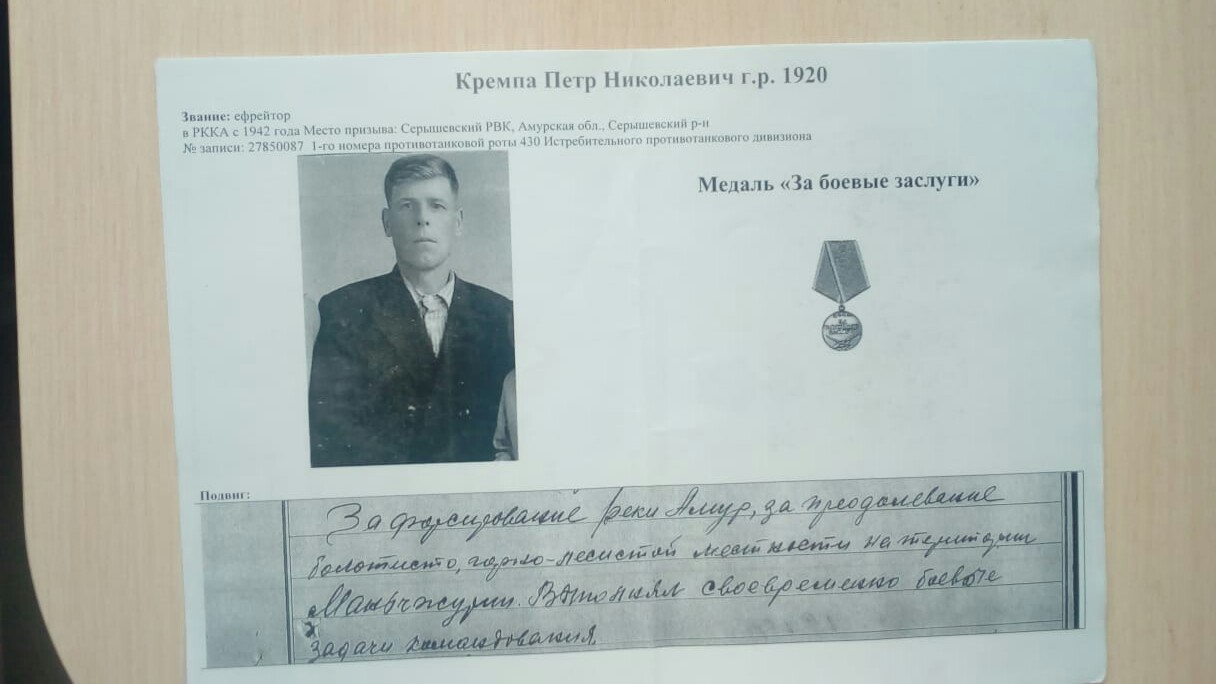 Кремпа Петр Николаевич г.р. 1920
Звание: ефрейтор
в РККА с 1942 года Место призыва: Серышевский РВК, Амурская обл., Серышевский р-н
№ записи: 27850087 1-го номера противотанковой роты 430 Истребительного противотанкового дивизиона
Медаль «За боевые заслуги»
Подвиг:
За форсирование реки Амур, за преодолевание
болотисто, горно-лесистой местности на територии
Маньчжурии. Выполнял своевременно боевые
задачи командования.